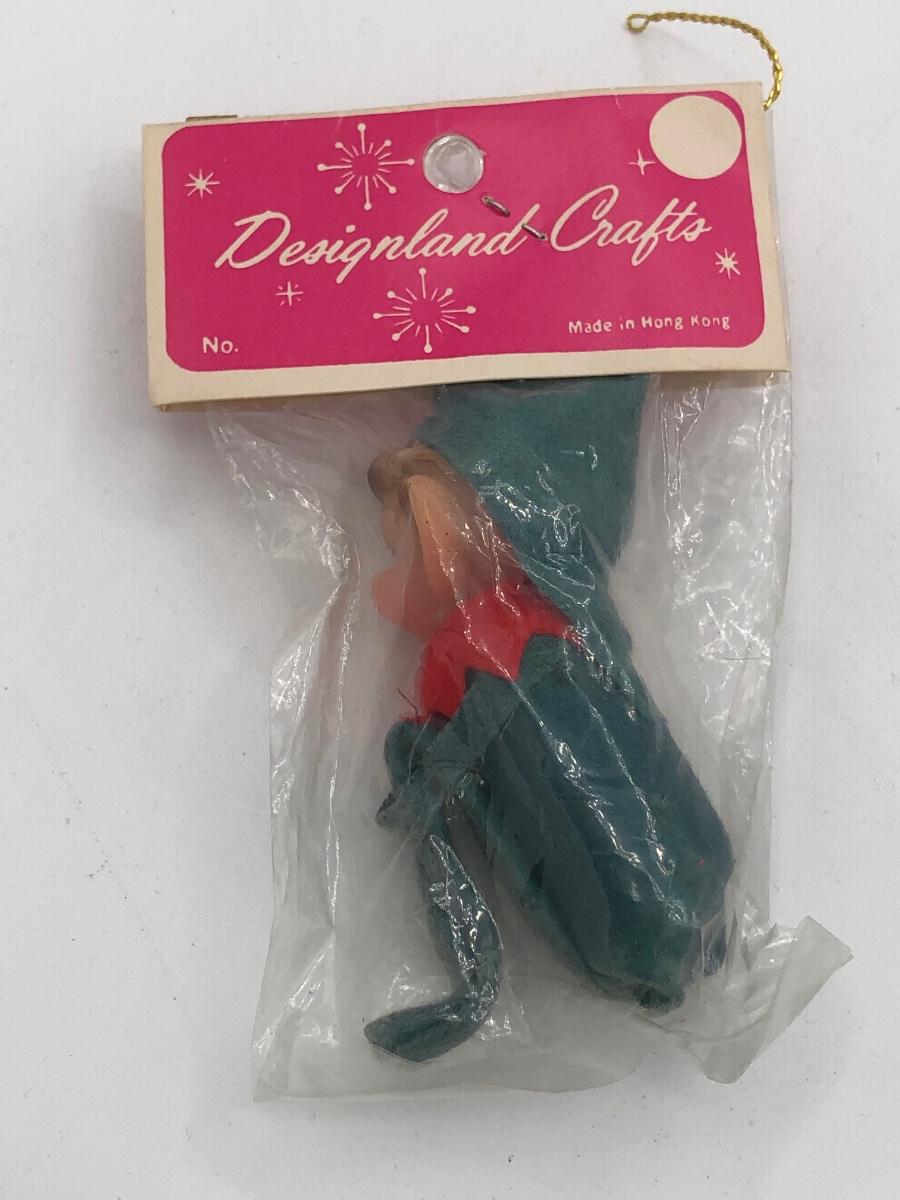 Designland Crafts
Made in Hong Kong
No.